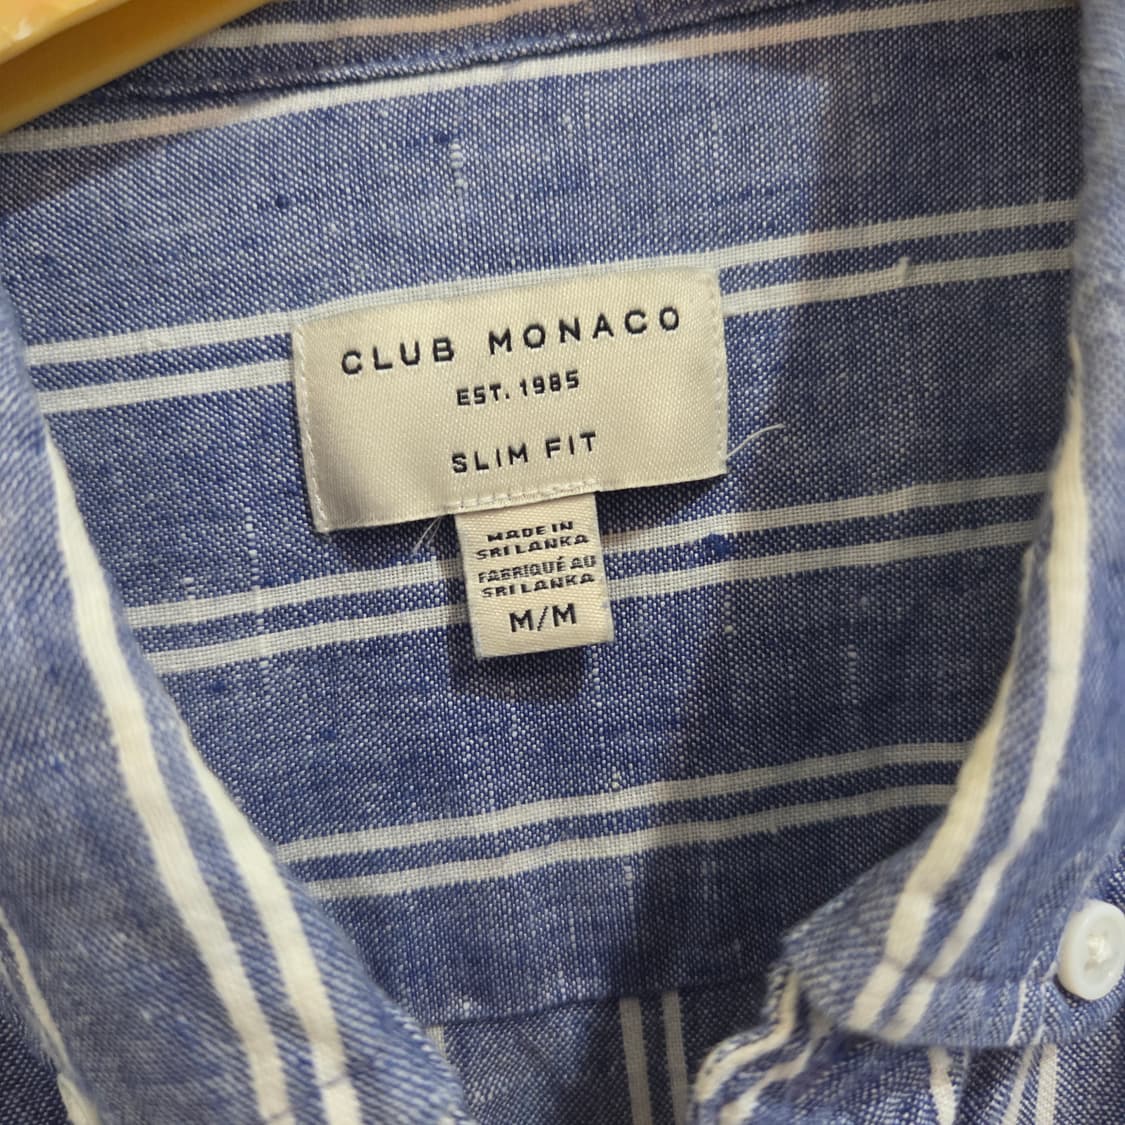 CLUB MONACO
EST. 1985
SLIM FIT
MADE IN
SRI LANKA
FABRIQUÉ AU
SRI LANKA
M/M